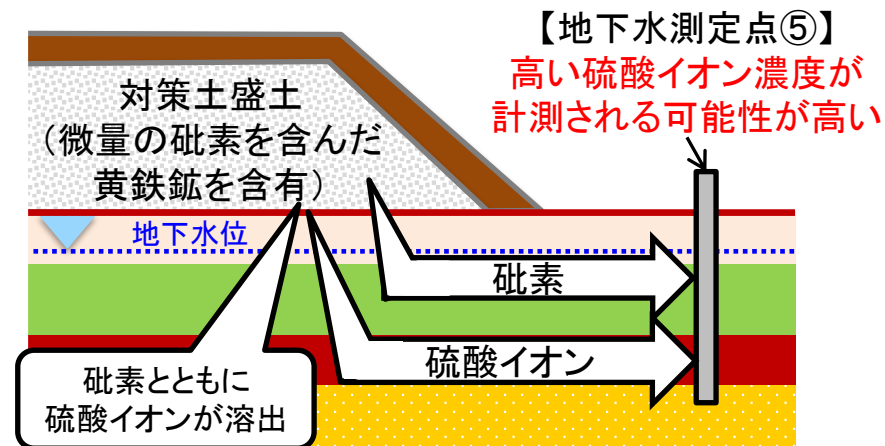 【地下水測定点⑤】
高い硫酸イオン濃度が
計測される可能性が高い
対策土盛土
（微量の砒素を含んだ
黄鉄鉱を含有）
地下水位
砒素
硫酸イオン
砒素とともに
硫酸イオンが溶出